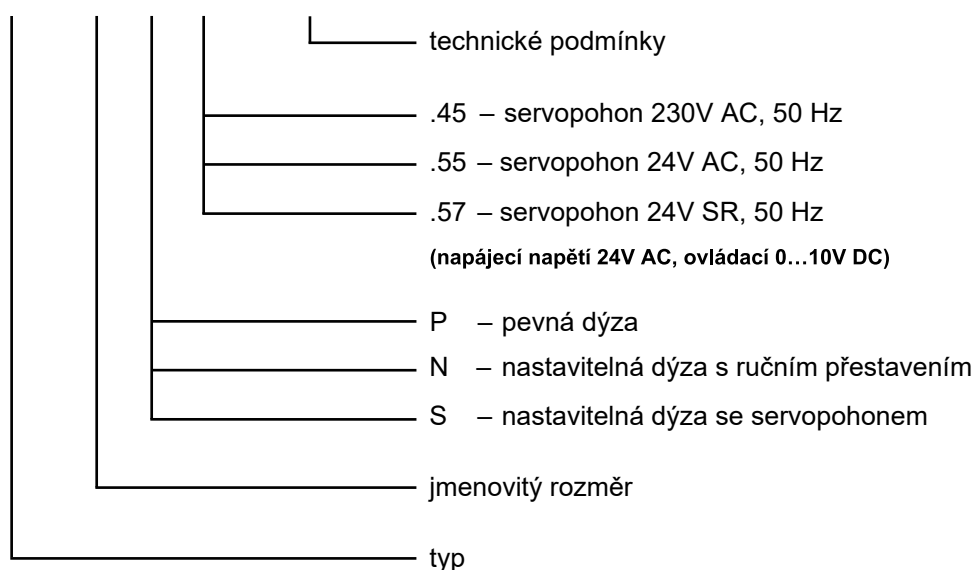 technické podmínky
.45 – servopohon 230V AC, 50 Hz
.55 – servopohon 24V AC, 50 Hz
.57 – servopohon 24V SR, 50 Hz
(napájecí napětí 24V AC, ovládací 0…10V DC)
P – pevná dýza
N – nastavitelná dýza s ručním přestavením
S – nastavitelná dýza se servopohonem
jmenovitý rozměr
typ